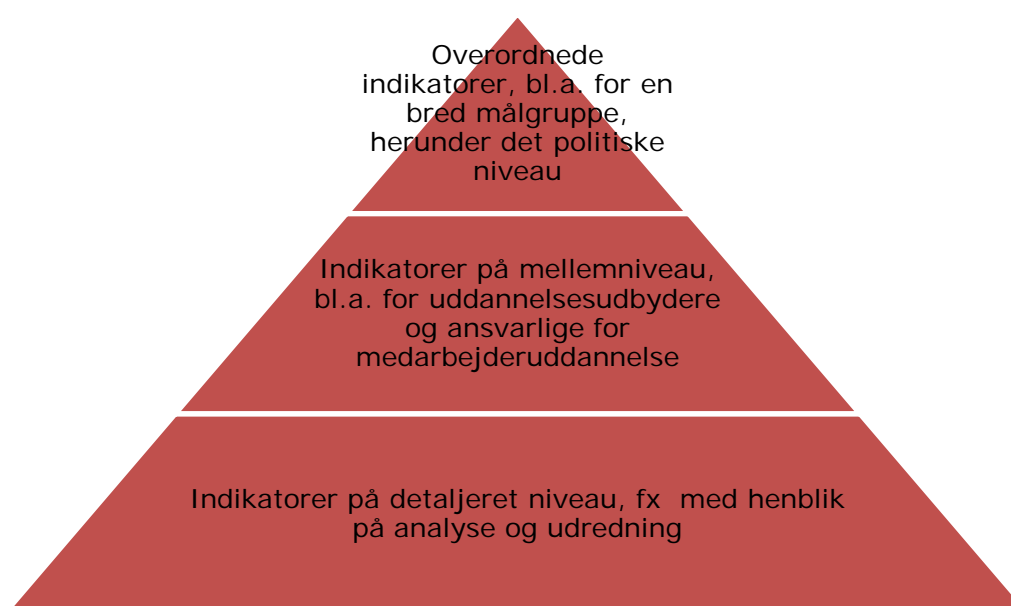 Overordnede
indikatorer, bl.a. for en
bred målgruppe,
herunder det politiske
niveau
Indikatorer på mellemniveau,
bl.a. for uddannelsesudbydere
og ansvarlige for
medarbejderuddannelse
Indikatorer på detaljeret niveau, fx  med henblik
på analyse og udredning